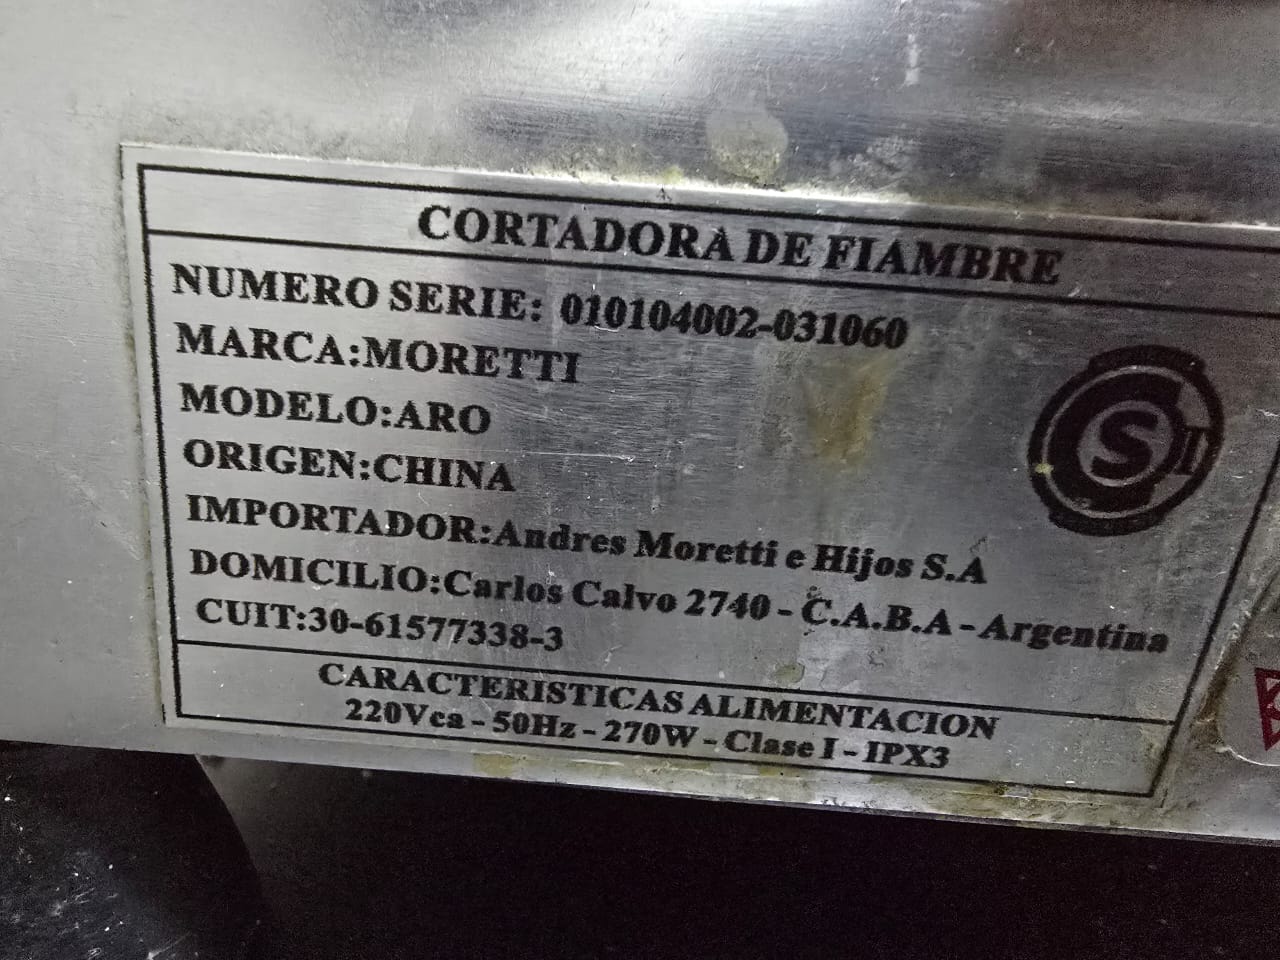 CORTADORA DE FIAMBRE
NUMERO SERIE: 010104002-031060
MARCA:MORETTI
MODELO:ARO
ORIGEN:CHINA
IMPORTADOR:Andres Moretti e Hijos S.A
DOMICILIO:Carlos Calvo 2740 - C.A.B.A - Argentina
CUIT:30-61577338-3
S
CARACTERISTICAS ALIMENTACION
220Vca - 50Hz - 270W - Clase I - IPX3